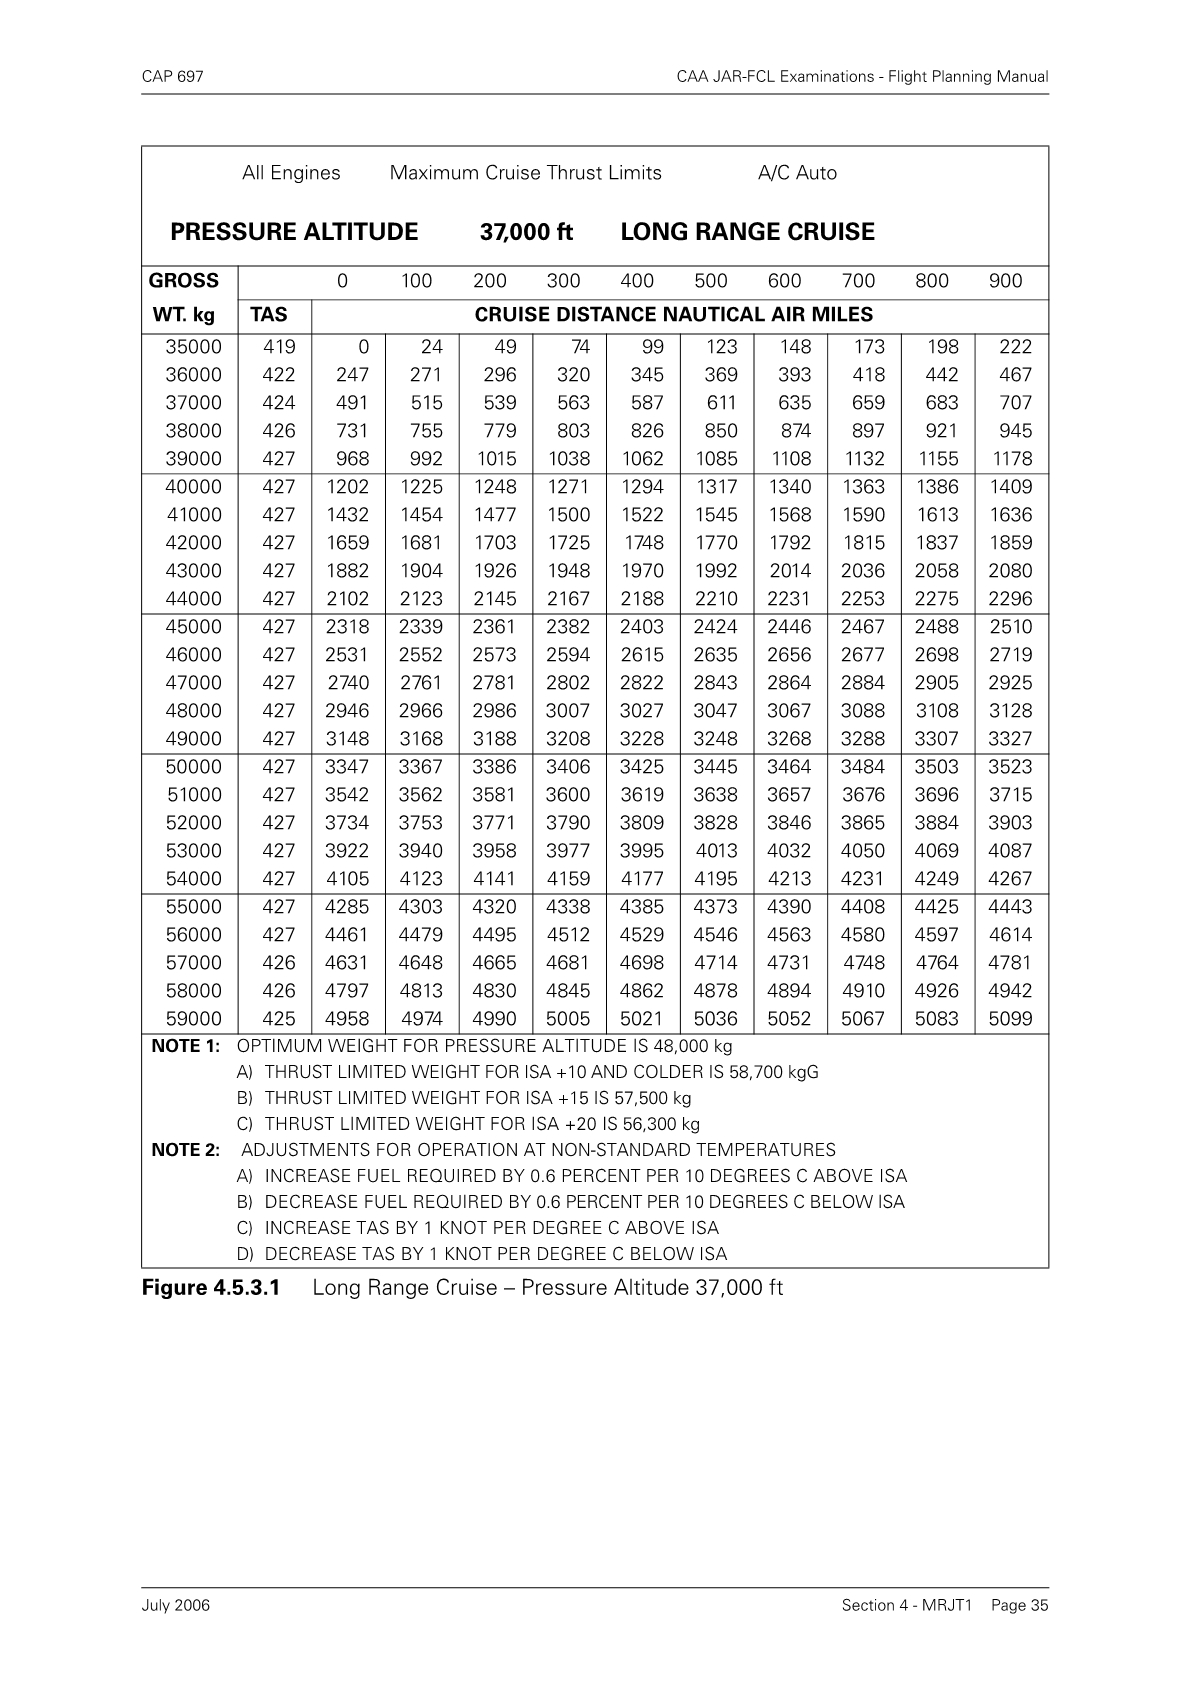 CAP 697 CAA JAR-FCL Examinations - Flight Planning Manual
All Engines Maximum Cruise Thrust Limits A/C Auto
PRESSURE ALTITUDE 37,000 ft LONG RANGE CRUISE
GROSS 0 100 200 300 400 500 600 700 800 900
WT. kg TAS CRUISE DISTANCE NAUTICAL AIR MILES
35000 419 0 24 49 74 99 123 148 173 198 222
36000 422 247 271 296 320 345 369 393 418 442 467
37000 424 491 515 539 563 587 611 635 659 683 707
38000 426 731 755 779 803 826 850 874 897 921 945
39000 427 968 992 1015 1038 1062 1085 1108 1132 1155 1178
40000 427 1202 1225 1248 1271 1294 1317 1340 1363 1386 1409
41000 427 1432 1454 1477 1500 1522 1545 1568 1590 1613 1636
42000 427 1659 1681 1703 1725 1748 1770 1792 1815 1837 1859
43000 427 1882 1904 1926 1948 1970 1992 2014 2036 2058 2080
44000 427 2102 2123 2145 2167 2188 2210 2231 2253 2275 2296
45000 427 2318 2339 2361 2382 2403 2424 2446 2467 2488 2510
46000 427 2531 2552 2573 2594 2615 2635 2656 2677 2698 2719
47000 427 2740 2761 2781 2802 2822 2843 2864 2884 2905 2925
48000 427 2946 2966 2986 3007 3027 3047 3067 3088 3108 3128
49000 427 3148 3168 3188 3208 3228 3248 3268 3288 3307 3327
50000 427 3347 3367 3386 3406 3425 3445 3464 3484 3503 3523
51000 427 3542 3562 3581 3600 3619 3638 3657 3676 3696 3715
52000 427 3734 3753 3771 3790 3809 3828 3846 3865 3884 3903
53000 427 3922 3940 3958 3977 3995 4013 4032 4050 4069 4087
54000 427 4105 4123 4141 4159 4177 4195 4213 4231 4249 4267
55000 427 4285 4303 4320 4338 4385 4373 4390 4408 4425 4443
56000 427 4461 4479 4495 4512 4529 4546 4563 4580 4597 4614
57000 426 4631 4648 4665 4681 4698 4714 4731 4748 4764 4781
58000 426 4797 4813 4830 4845 4862 4878 4894 4910 4926 4942
59000 425 4958 4974 4990 5005 5021 5036 5052 5067 5083 5099
NOTE 1: OPTIMUM WEIGHT FOR PRESSURE ALTITUDE IS 48,000 kg
A) THRUST LIMITED WEIGHT FOR ISA +10 AND COLDER IS 58,700 kgG
B) THRUST LIMITED WEIGHT FOR ISA +15 IS 57,500 kg
C) THRUST LIMITED WEIGHT FOR ISA +20 IS 56,300 kg
NOTE 2: ADJUSTMENTS FOR OPERATION AT NON-STANDARD TEMPERATURES
A) INCREASE FUEL REQUIRED BY 0.6 PERCENT PER 10 DEGREES C ABOVE ISA
B) DECREASE FUEL REQUIRED BY 0.6 PERCENT PER 10 DEGREES C BELOW ISA
C) INCREASE TAS BY 1 KNOT PER DEGREE C ABOVE ISA
D) DECREASE TAS BY 1 KNOT PER DEGREE C BELOW ISA
Figure 4.5.3.1 Long Range Cruise – Pressure Altitude 37,000 ft
July 2006 Section 4 - MRJT1 Page 35